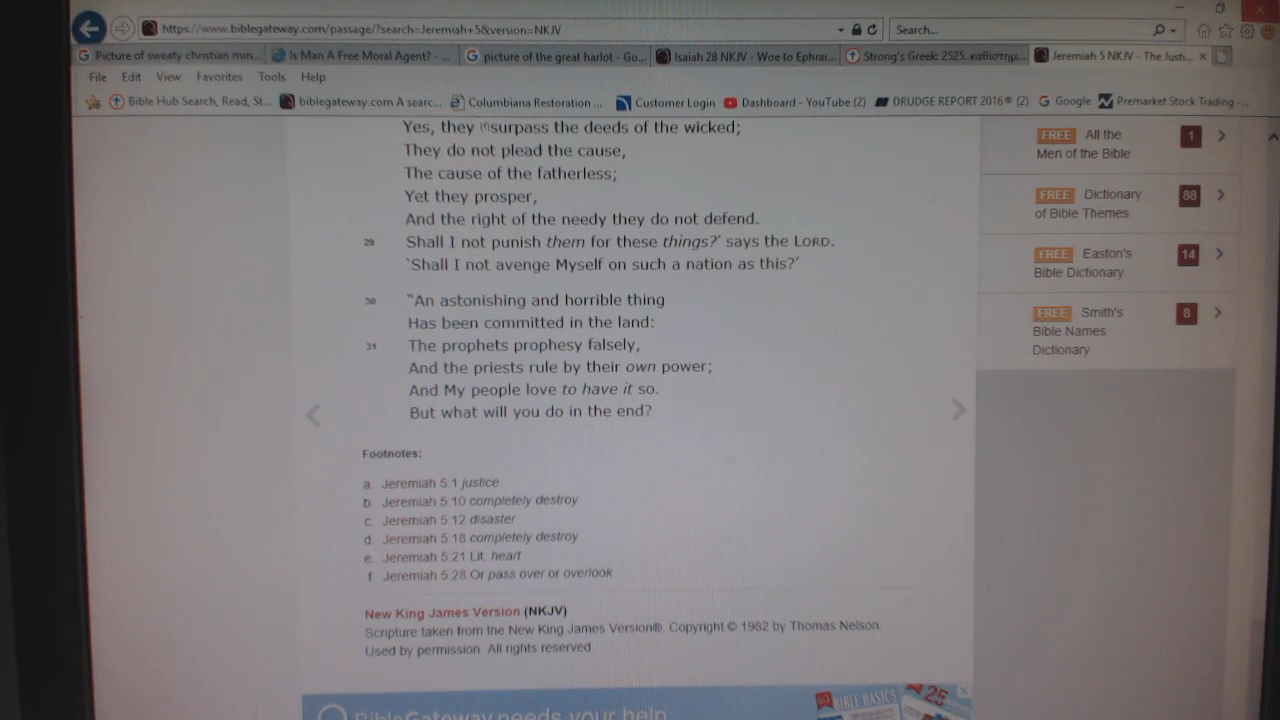 https://www.biblegateway.com/passage/?search=Jeremiah+5&version=NKJV
Search...
Picture of sweaty christian min...
Is Man A Free Moral Agent? - ...
picture of the great harlot - Go...
Isaiah 28 NKJV - Woe to Ephrai...
Strong's Greek: 2525. καθίστημι...
Jeremiah 5 NKJV - The Justi...
File Edit View Favorites Tools Help
Bible Hub Search, Read, St...
biblegateway.com A searc...
Columbiana Restoration ...
Customer Login
Dashboard - YouTube (2)
DRUDGE REPORT 2016® (2)
Google
Premarket Stock Trading -...
Yes, they [f]surpass the deeds of the wicked;
They do not plead the cause,
The cause of the fatherless;
Yet they prosper,
And the right of the needy they do not defend.
29 Shall I not punish them for these things?’ says the LORD.
‘Shall I not avenge Myself on such a nation as this?’
30 “An astonishing and horrible thing
Has been committed in the land:
31 The prophets prophesy falsely,
And the priests rule by their own power;
And My people love to have it so.
But what will you do in the end?
Footnotes:
a. Jeremiah 5:1 justice
b. Jeremiah 5:10 completely destroy
c. Jeremiah 5:12 disaster
d. Jeremiah 5:18 completely destroy
e. Jeremiah 5:21 Lit. heart
f. Jeremiah 5:28 Or pass over or overlook
New King James Version (NKJV)
Scripture taken from the New King James Version®. Copyright © 1982 by Thomas Nelson.
Used by permission. All rights reserved
FREE All the 1
Men of the Bible
FREE Dictionary 88
of Bible Themes
FREE Easton's 14
Bible Dictionary
FREE Smith's 8
Bible Names
Dictionary
BibleGateway needs your help
BIBLE BASICS
25